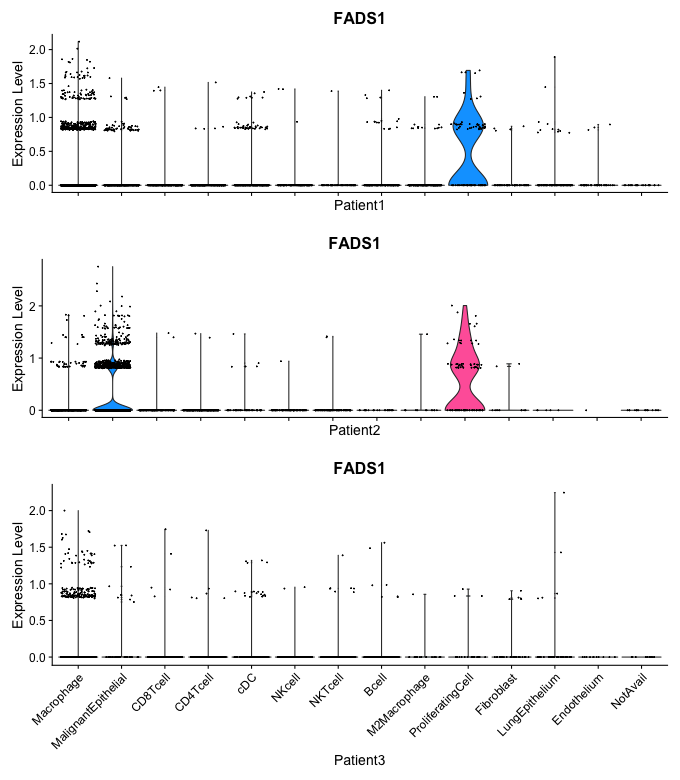 FADS1
Expression Level
2.0
1.5
1.0
0.5
0.0
Patient1
FADS1
Expression Level
2
1
0
Patient2
FADS1
Expression Level
2.0
1.5
1.0
0.5
0.0
Macrophage
MalignantEpithelial
CD8Tcell
CD4Tcell
cDC
NKcell
NKTcell
Bcell
M2Macrophage
ProliferatingCell
Fibroblast
LungEpithelium
Endothelium
NotAvail
Patient3